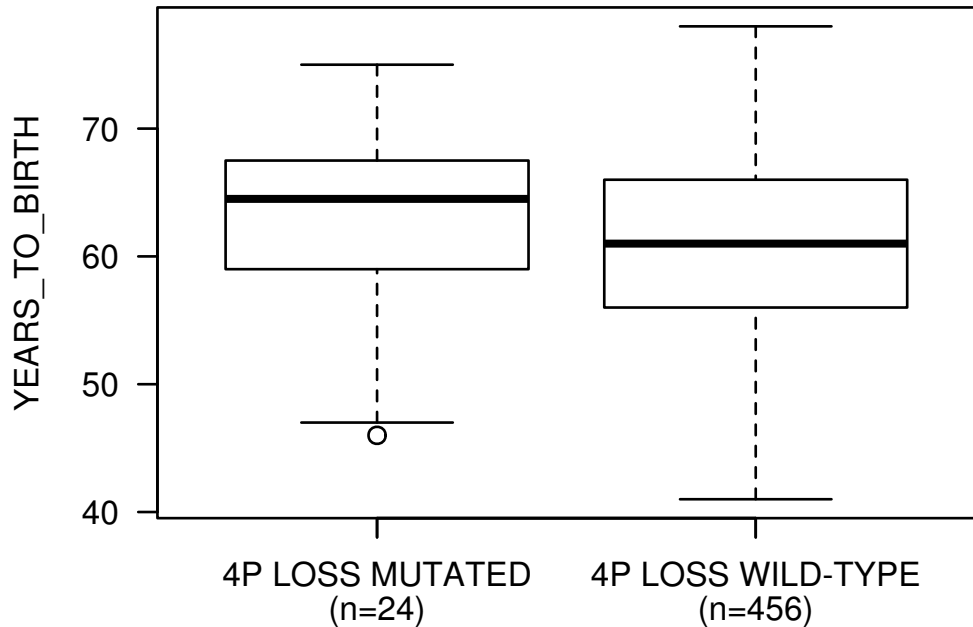 YEARS_TO_BIRTH
70
60
50
40
4P LOSS MUTATED
(n=24)
4P LOSS WILD-TYPE
(n=456)